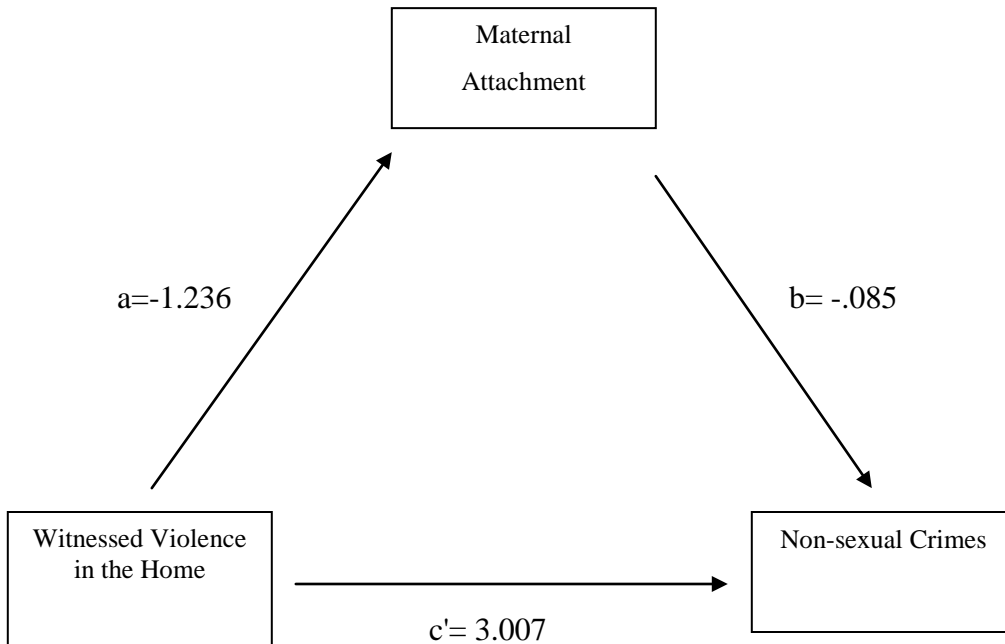 Maternal
Attachment
a=-1.236
b= -.085
Witnessed Violence
in the Home
Non-sexual Crimes
c'= 3.007